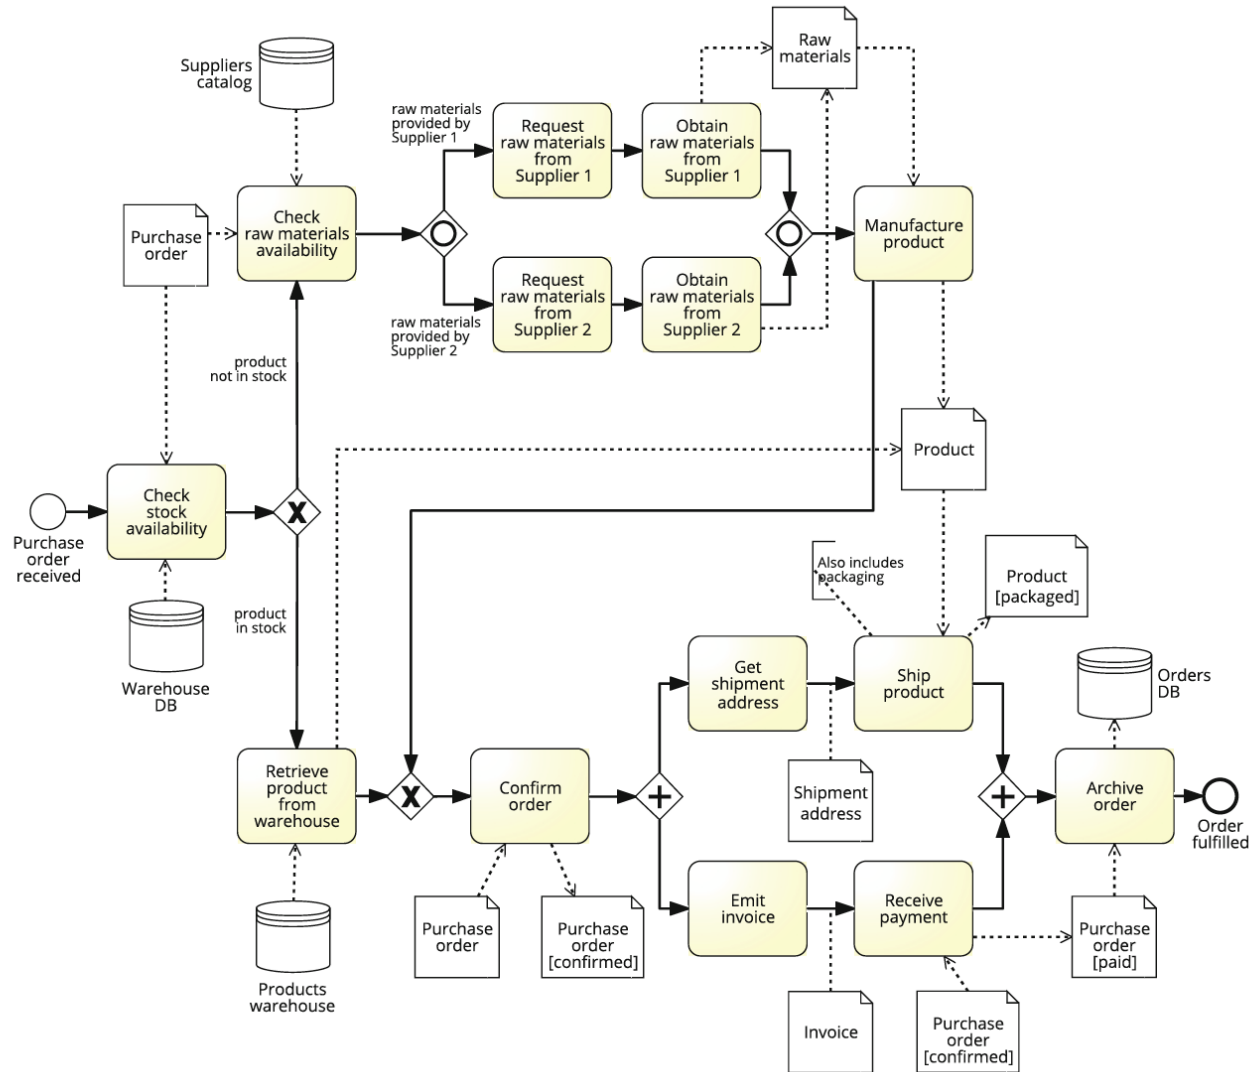 Suppliers
catalog
Raw
materials
raw materials
provided by
Supplier 1
Request
raw materials
from
Supplier 1
Obtain
raw materials
from
Supplier 1
Purchase
order
Check
raw materials
availability
X
Manufacture
product
raw materials
provided by
Supplier 2
Request
raw materials
from
Supplier 2
Obtain
raw materials
from
Supplier 2
product
not in stock
Product
Purchase
order
received
Check
stock
availability
X
product
in stock
Warehouse
DB
Also includes
packaging
Product
[packaged]
Get
shipment
address
Ship
product
Orders
DB
Retrieve
product
from
warehouse
Confirm
order
Shipment
address
Archive
order
Order
fulfilled
Products
warehouse
Purchase
order
Purchase
order
[confirmed]
Emit
invoice
Receive
payment
Purchase
order
[paid]
Invoice
Purchase
order
[confirmed]